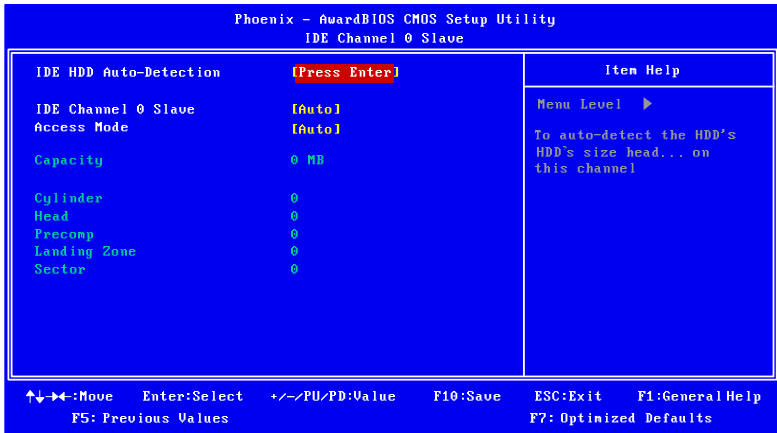 Phoenix - AwardBIOS CMOS Setup Utility
IDE Channel 0 Slave
IDE HDD Auto-Detection [Press Enter]
Item Help
IDE Channel 0 Slave [Auto]
Access Mode [Auto]
Capacity 0 MB
Cylinder 0
Head 0
Precomp 0
Landing Zone 0
Sector 0
Menu Level
To auto-detect the HDD's
HDD's size head... on
this channel
:Move Enter:Select +/-/PU/PD:Value F10:Save ESC:Exit F1:General Help
F5: Previous Values F7: Optimized Defaults